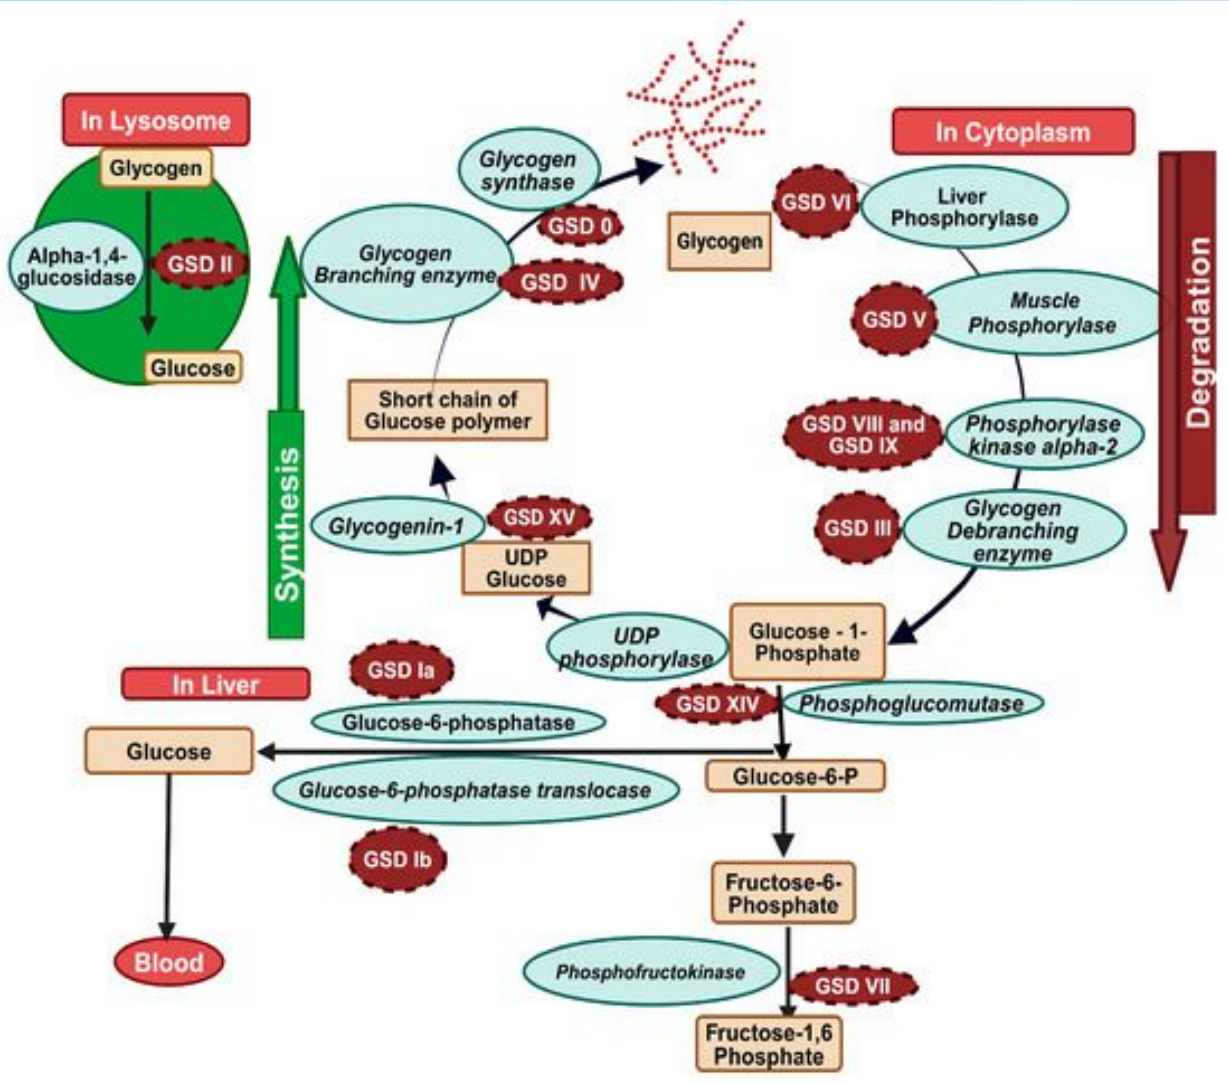 In Lysosome
Glycogen
Alpha-1,4-
glucosidase
GSD II
Glucose
Synthesis
Glycogen
synthase
GSD 0
Glycogen
Branching enzyme
GSD IV
Short chain of
Glucose polymer
Glycogenin-1
GSD XV
UDP
Glucose
UDP
phosphorylase
Glycogen
In Cytoplasm
GSD VI
Liver
Phosphorylase
GSD V
Muscle
Phosphorylase
GSD VIII and
GSD IX
Phosphorylase
kinase alpha-2
GSD III
Glycogen
Debranching
enzyme
Degradation
Glucose - 1-
Phosphate
GSD XIV
Phosphoglucomutase
In Liver
GSD Ia
Glucose-6-phosphatase
Glucose
Glucose-6-phosphatase translocase
GSD Ib
Blood
Glucose-6-P
Fructose-6-
Phosphate
Phosphofructokinase
GSD VII
Fructose-1,6
Phosphate